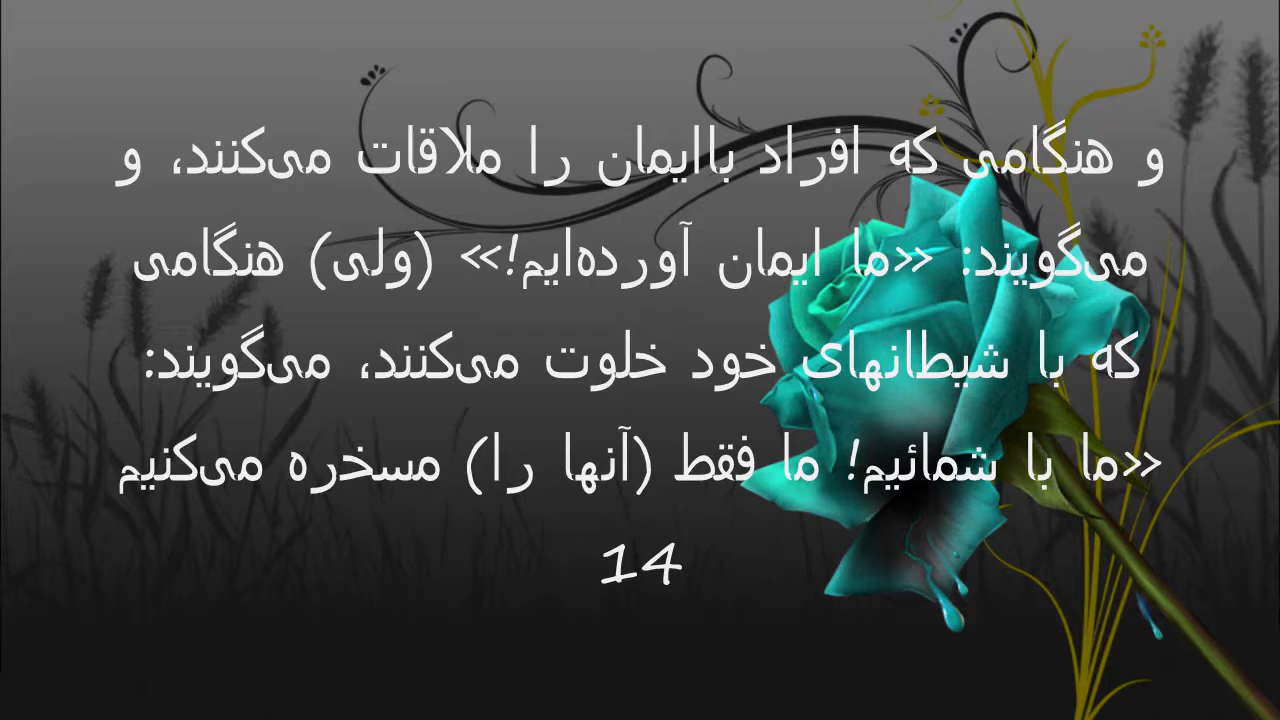 و هنگامی که افراد باایمان را ملاقات می‌کنند، و
می‌گویند: «ما ایمان آورده‌ایم!» (ولی) هنگامی
که با شیطانهای خود خلوت می‌کنند، می‌گویند:
«ما با شمائیم! ما فقط (آنها را) مسخره می‌کنیم
14